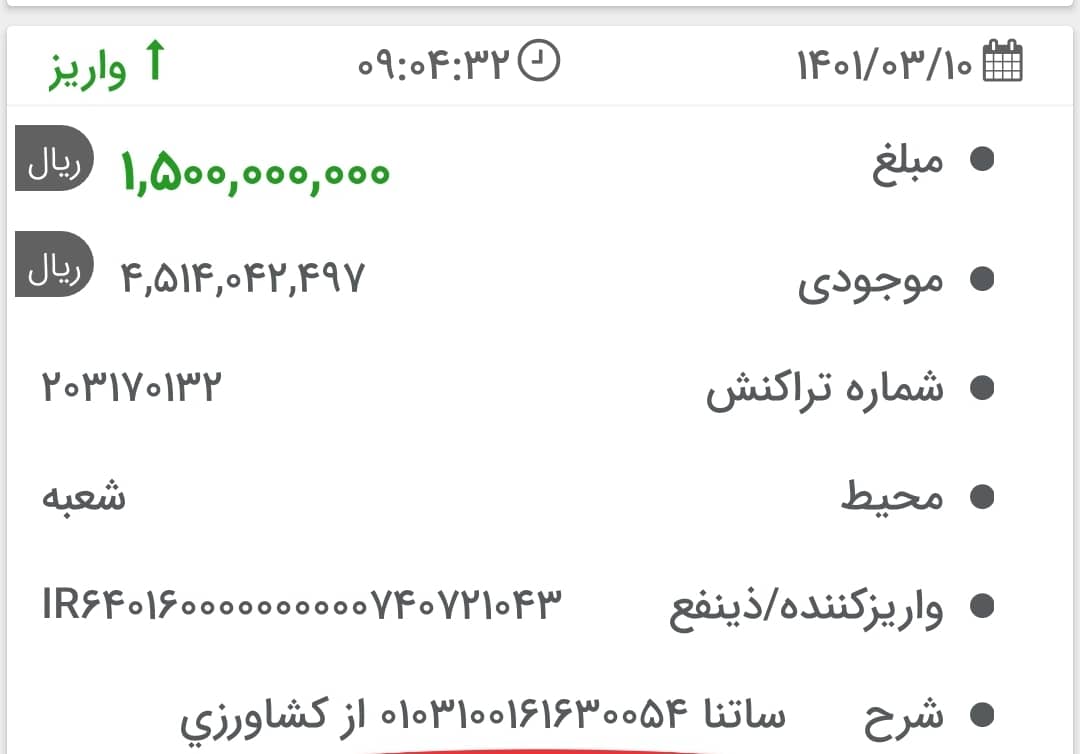 ۱۴۰۱/۰۳/۱۰ ۰۹:۰۴:۳۲ واریز
مبلغ ۱,۵۰۰,۰۰۰,۰۰۰ ریال
موجودی ۴,۵۱۴,۰۴۲,۴۹۷ ریال
شماره تراکنش ۲۰۳۱۷۰۱۳۲
محیط شعبه
واریزکننده/ذینفع IR۶۴۰۱۶۰۰۰۰۰۰۰۰۰۰۷۴۰۷۲۱۰۴۳
شرح ساتنا ۰۱۰۳۱۰۰۱۶۱۶۳۰۰۵۴ از کشاورزي